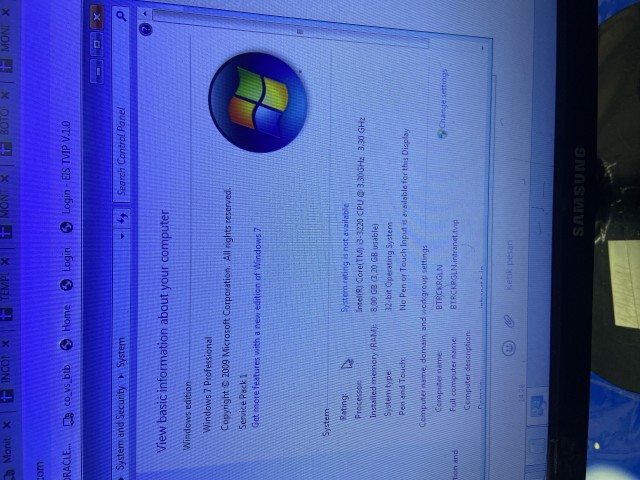 MONI
BOTO
MONI
TEMPL
INCO
Monit
.com
ORACLE...
co_vs_btb
Home
Login
Login - EIS TVIP V.1.0
System and Security
System
Search Control Panel
View basic information about your computer
Windows edition
Windows 7 Professional
Copyright © 2009 Microsoft Corporation. All rights reserved.
Service Pack 1
Get more features with a new edition of Windows 7
System
Rating: System rating is not available
Processor: Intel(R) Core(TM) i3-3220 CPU @ 3.30GHz 3.30 GHz
Installed memory (RAM): 8.00 GB (3.20 GB usable)
System type: 32-bit Operating System
Pen and Touch: No Pen or Touch Input is available for this Display
Computer name, domain, and workgroup settings
Computer name: BTRCKRGLN
Change settings
Full computer name:
Computer description:
Ketik pesan
SAMSUNG